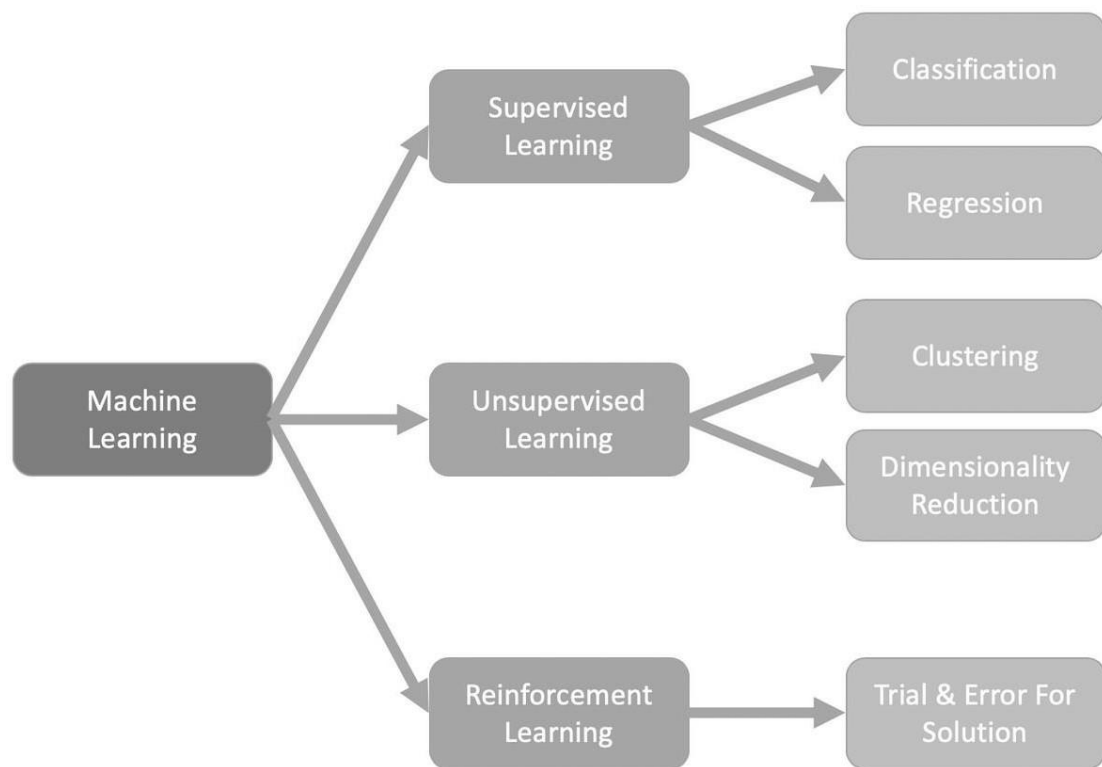 Supervised
Learning
Classification
Regression
Machine
Learning
Unsupervised
Learning
Clustering
Dimensionality
Reduction
Reinforcement
Learning
Trial & Error For
Solution